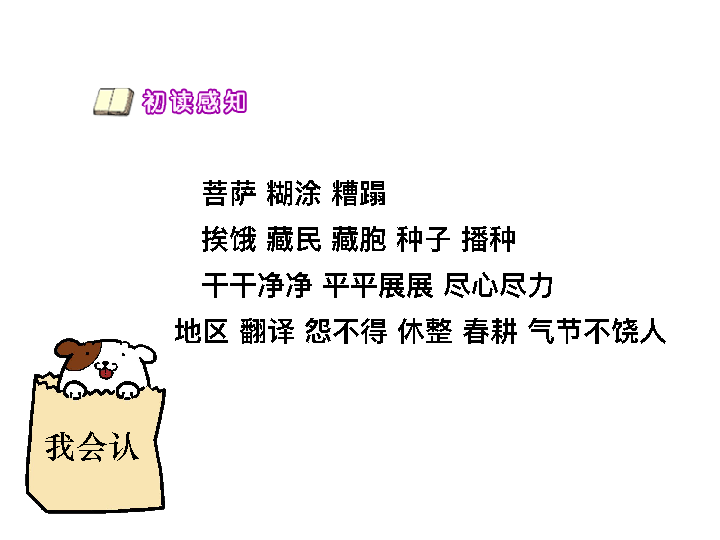 初读感知
菩萨 糊涂 糟蹋
挨饿 藏民 藏胞 种子 播种
干干净净 平平展展 尽心尽力
地区 翻译 怨不得 休整 春耕 气节不饶人
我会认